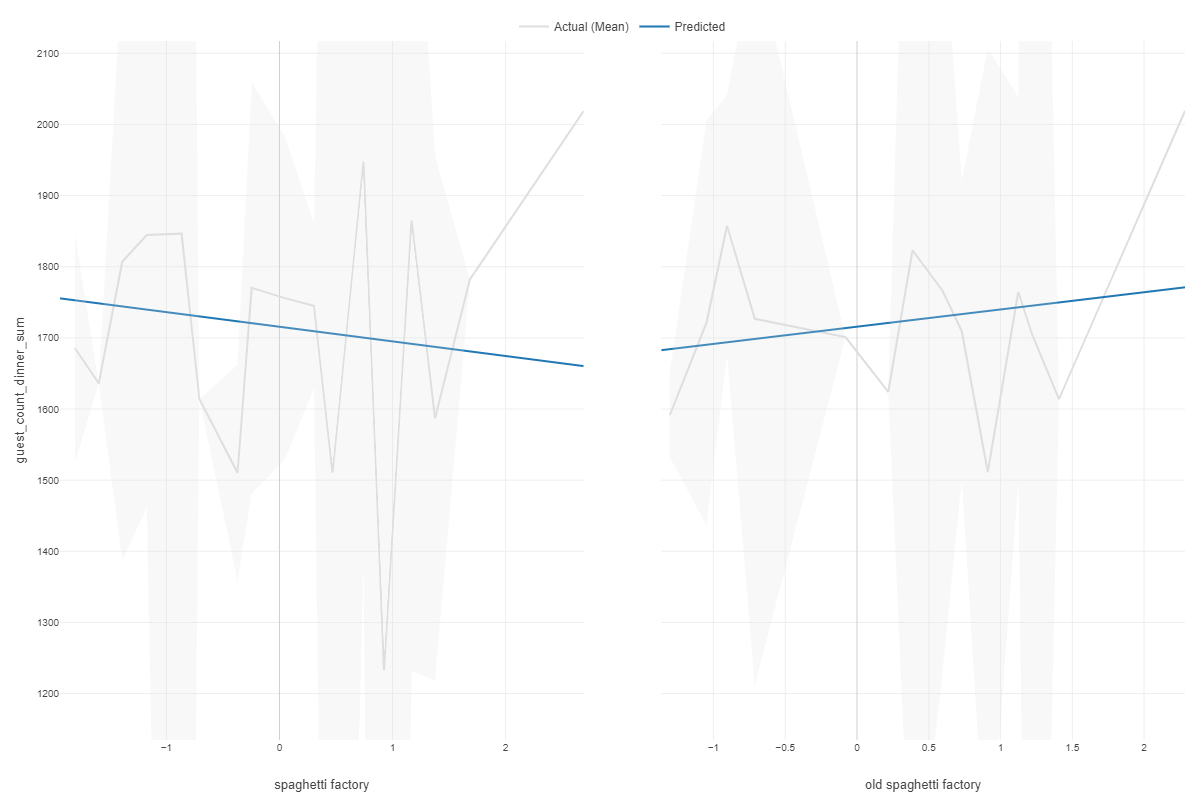 Actual (Mean) Predicted
2100
2000
1900
1800
1700
1600
1500
1400
1300
1200
guest_count_dinner_sum
−1 0 1 2
−1 −0.5 0 0.5 1 1.5 2
spaghetti factory
old spaghetti factory